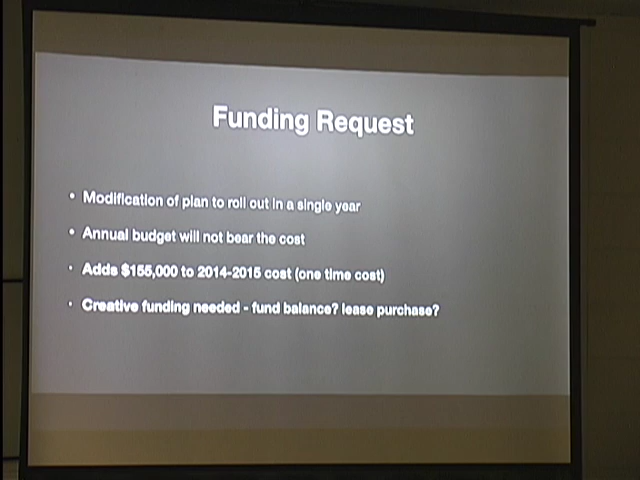 Funding Request
• Modification of plan to roll out in a single year
• Annual budget will not bear the cost
• Adds $155,000 to 2014-2015 cost (one time cost)
• Creative funding needed - fund balance? lease purchase?